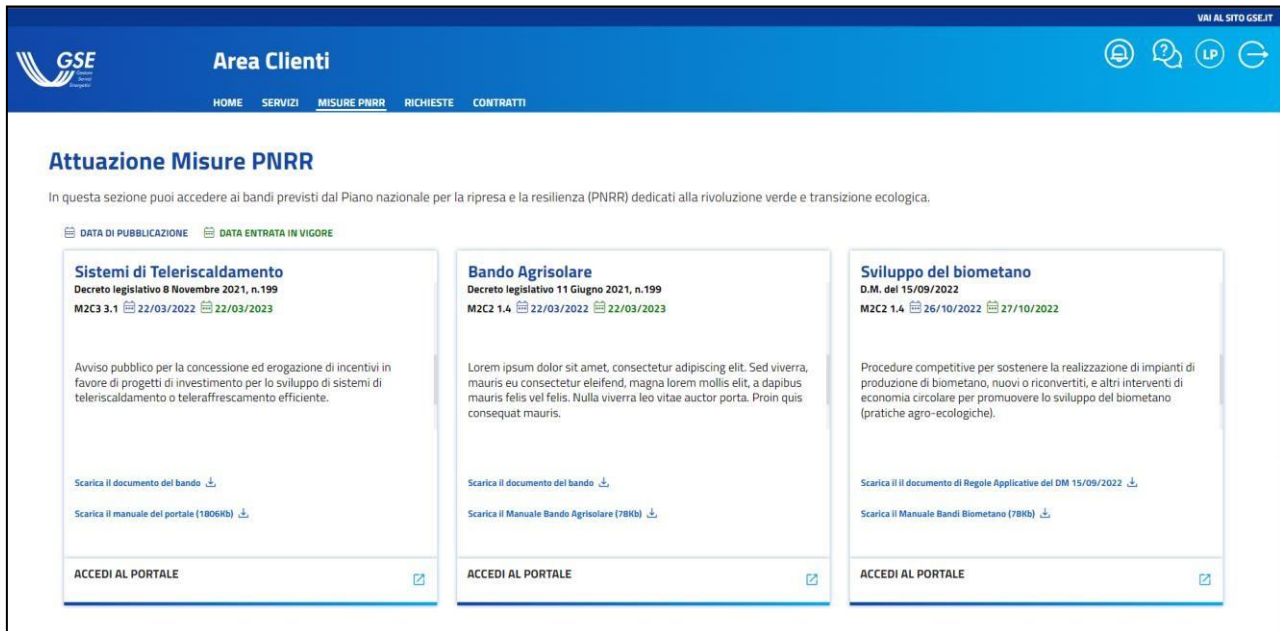 VAI AL SITO GSE.IT
GSE
Gestore
Servizi
Energetici
Area Clienti
LP
HOME SERVIZI MISURE PNRR RICHIESTE CONTRATTI
Attuazione Misure PNRR
In questa sezione puoi accedere ai bandi previsti dal Piano nazionale per la ripresa e la resilienza (PNRR) dedicati alla rivoluzione verde e transizione ecologica.
DATA DI PUBBLICAZIONE DATA ENTRATA IN VIGORE
Sistemi di Teleriscaldamento
Decreto legislativo 8 Novembre 2021, n.199
M2C3 3.1 22/03/2022 22/03/2023
Avviso pubblico per la concessione ed erogazione di incentivi in
favore di progetti di investimento per lo sviluppo di sistemi di
teleriscaldamento o teleraffrescamento efficiente.
Scarica il documento del bando
Scarica il manuale del portale (1806Kb)
ACCEDI AL PORTALE
Bando Agrisolare
Decreto legislativo 11 Giugno 2021, n.199
M2C2 1.4 22/03/2022 22/03/2023
Lorem ipsum dolor sit amet, consectetur adipiscing elit. Sed viverra,
mauris eu consectetur eleifend, magna lorem mollis elit, a dapibus
mauris felis vel felis. Nulla viverra leo vitae auctor porta. Proin quis
consequat mauris.
Scarica il documento del bando
Scarica il Manuale Bando Agrisolare (78Kb)
ACCEDI AL PORTALE
Sviluppo del biometano
D.M. del 15/09/2022
M2C2 1.4 26/10/2022 27/10/2022
Procedure competitive per sostenere la realizzazione di impianti di
produzione di biometano, nuovi o riconvertiti, e altri interventi di
economia circolare per promuovere lo sviluppo del biometano
(pratiche agro-ecologiche).
Scarica il il documento di Regole Applicative del DM 15/09/2022
Scarica il Manuale Bandi Biometano (78Kb)
ACCEDI AL PORTALE